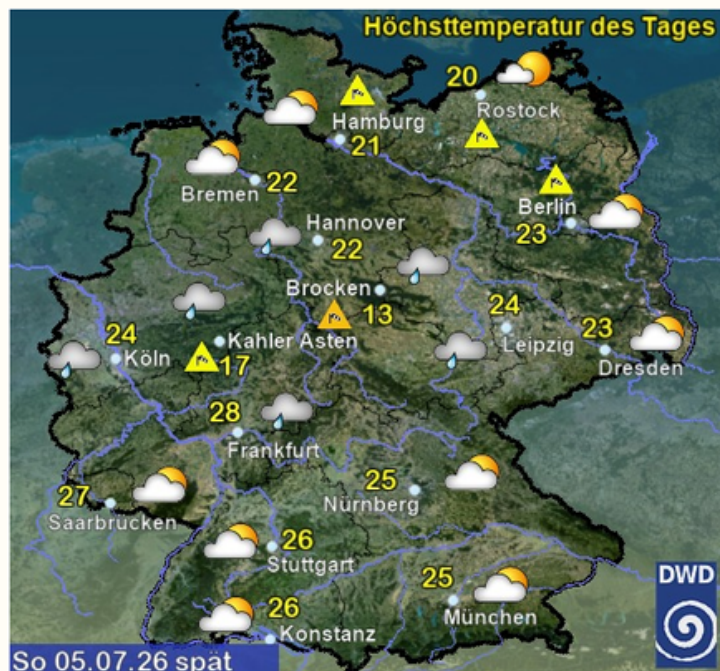 Höchsttemperatur des Tages
20
Rostock
Hamburg
21
Bremen
22
Berlin
23
Hannover
22
Brocken
13
24
Köln
Kahler Asten
17
24
Leipzig
23
Dresden
28
Frankfurt
27
Saarbrücken
25
Nürnberg
26
Stuttgart
25
München
26
Konstanz
DWD
So 05.07.26 spät